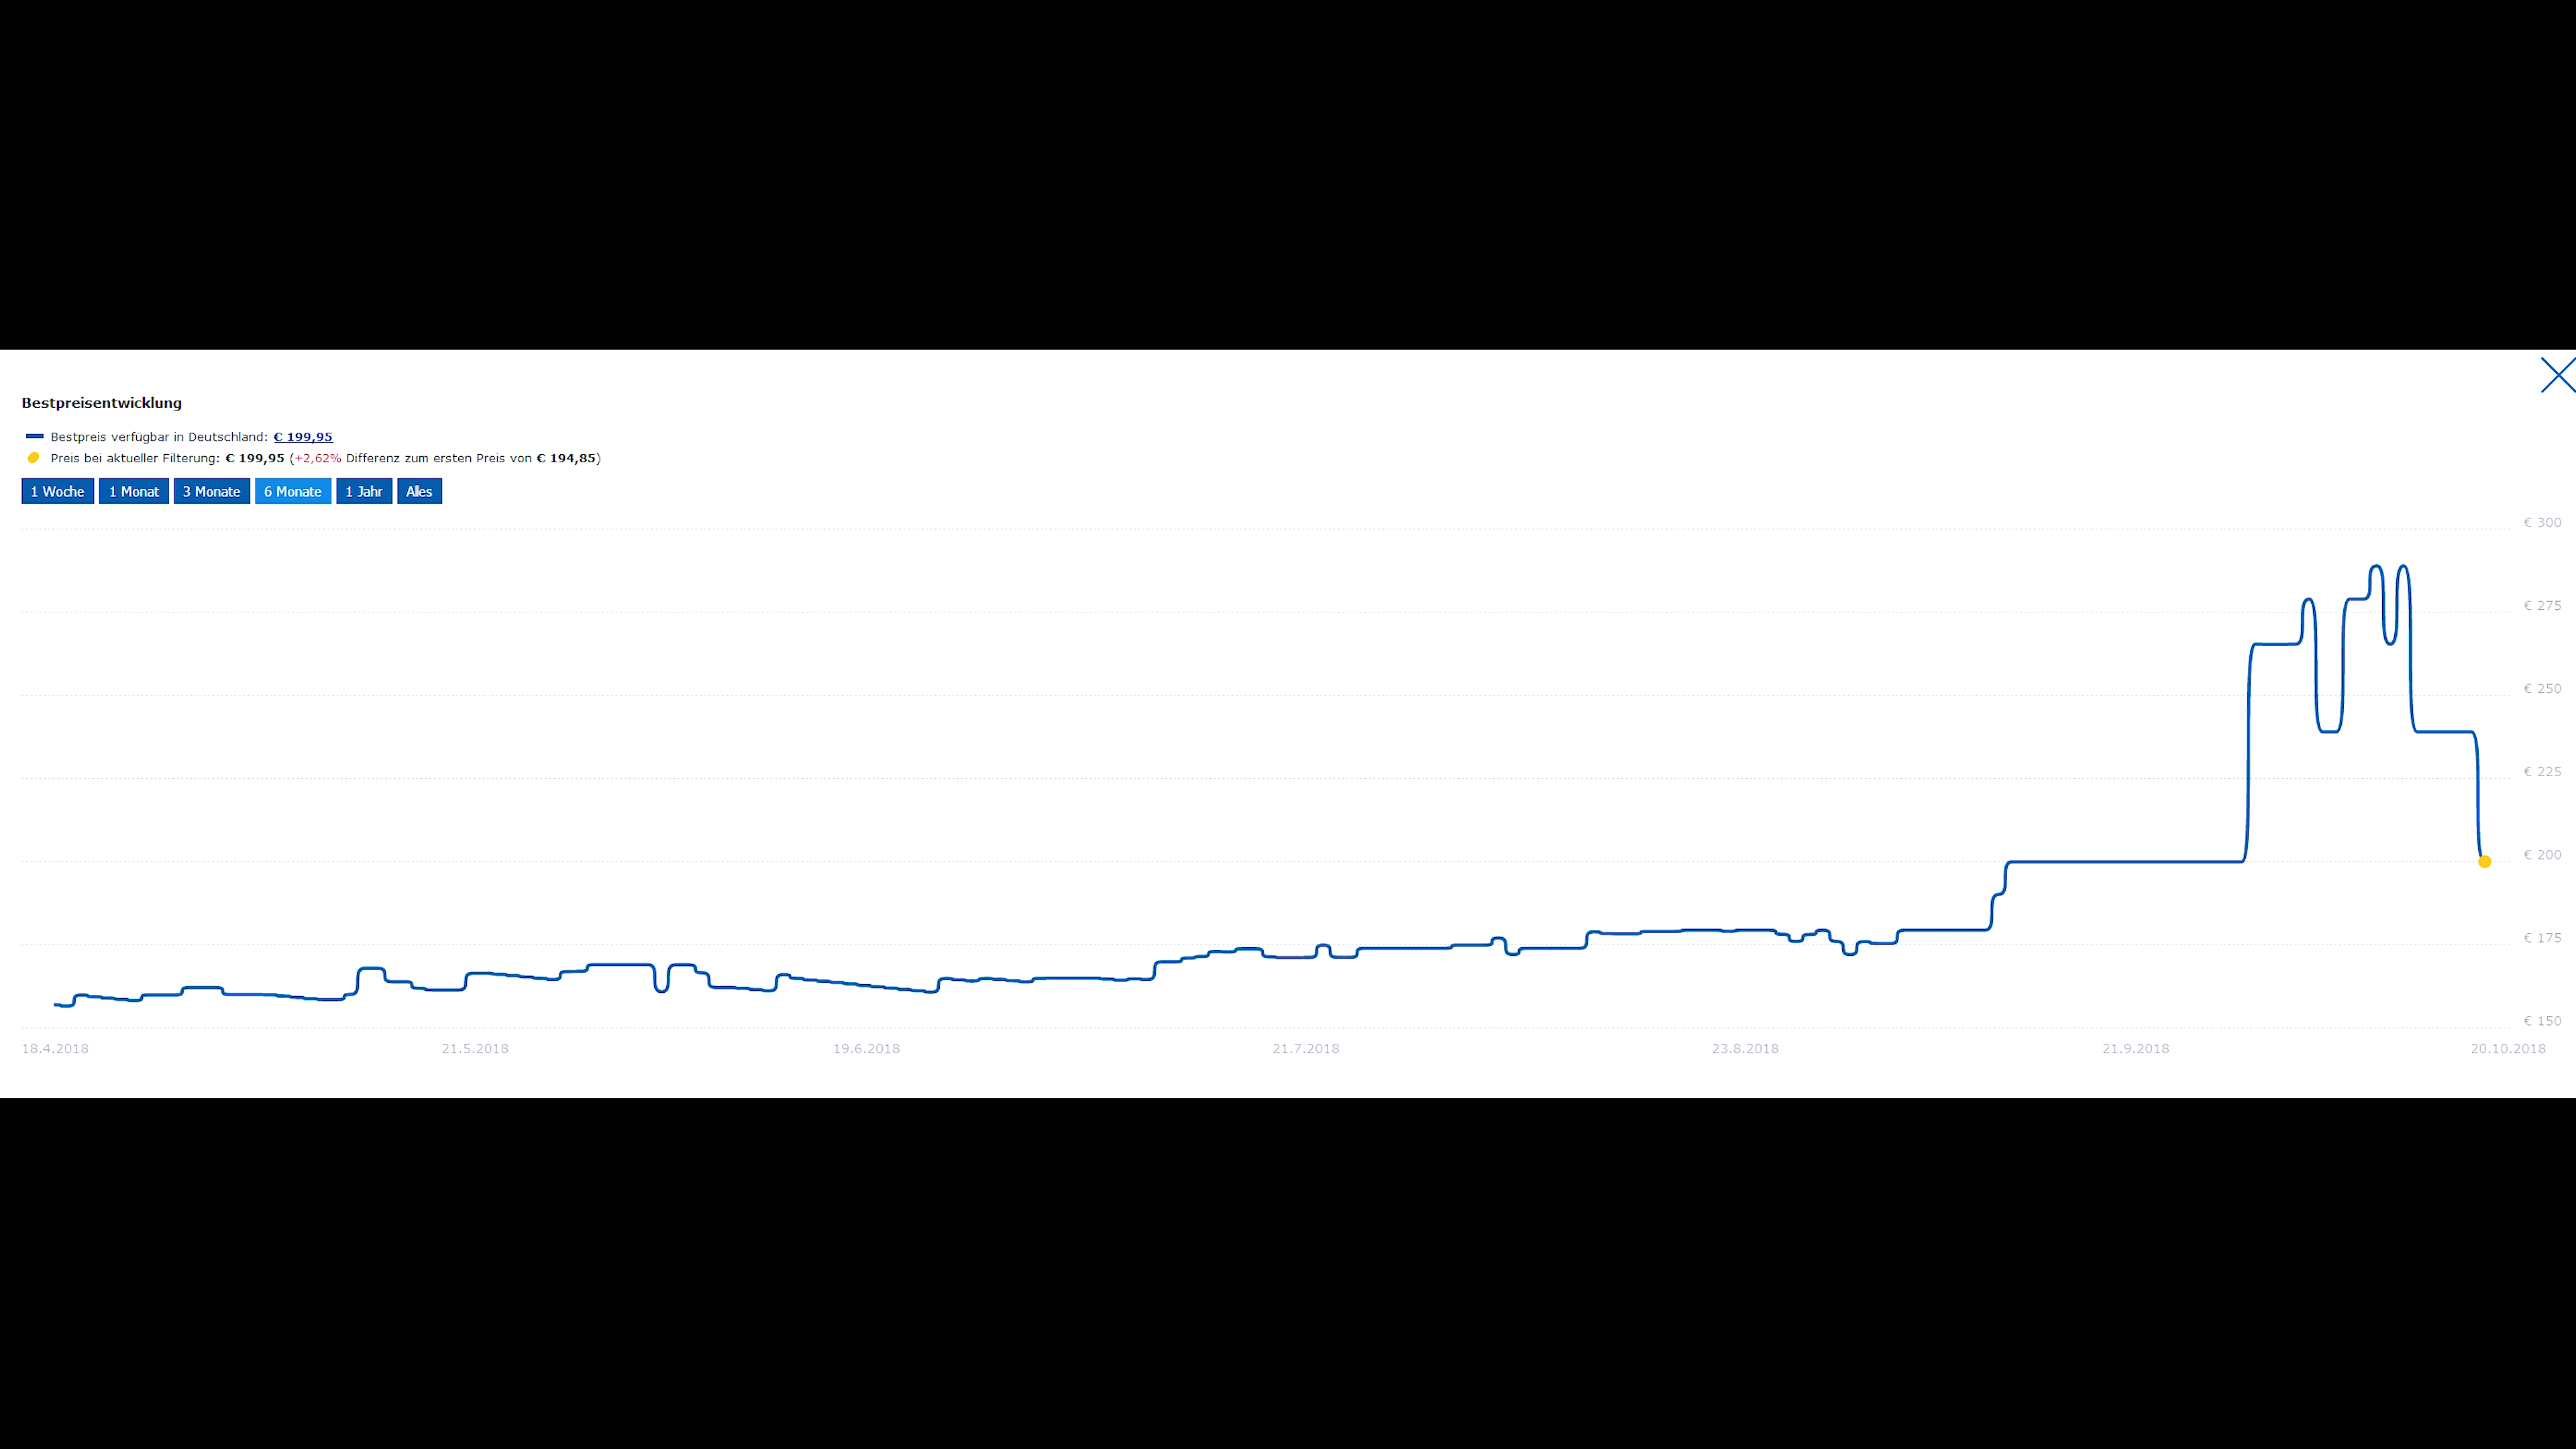 Bestpreisentwicklung
Bestpreis verfügbar in Deutschland: € 199,95
Preis bei aktueller Filterung: € 199,95 (+2,62% Differenz zum ersten Preis von € 194,85)
1 Woche 1 Monat 3 Monate 6 Monate 1 Jahr Alles
€ 300
€ 275
€ 250
€ 225
€ 200
€ 175
€ 150
18.4.2018 21.5.2018 19.6.2018 21.7.2018 23.8.2018 21.9.2018 20.10.2018